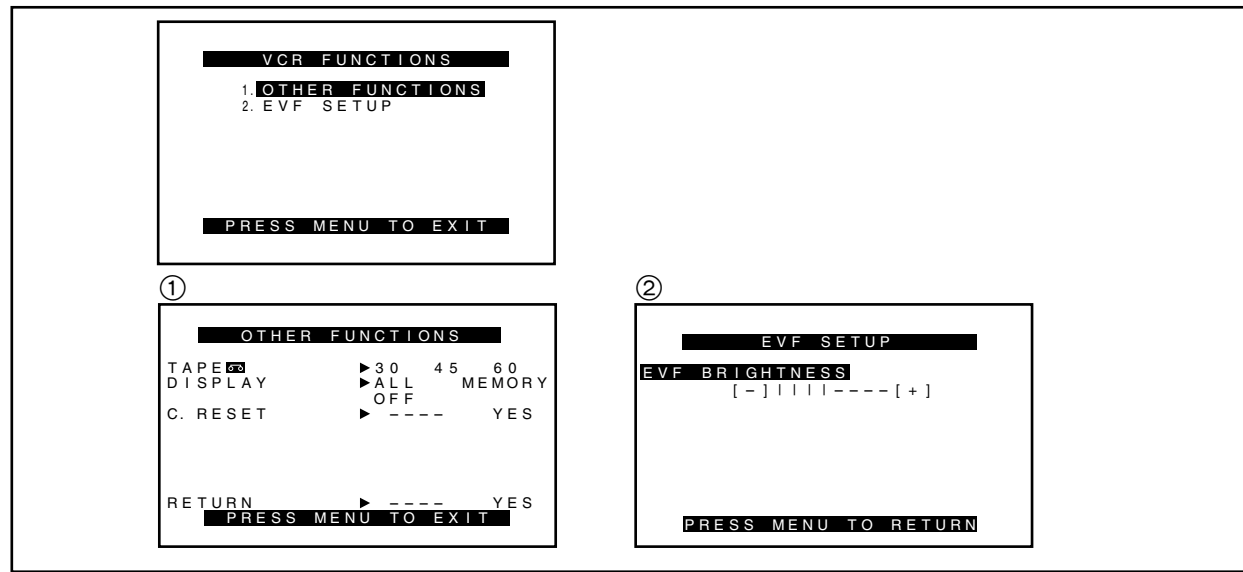 VCR FUNCTIONS
1. OTHER FUNCTIONS
2. EVF SETUP
PRESS MENU TO EXIT
①
OTHER FUNCTIONS
TAPE ▶30 45 60
DISPLAY ▶ALL MEMORY
OFF
C. RESET ▶ ---- YES
RETURN ▶ ---- YES
PRESS MENU TO EXIT
②
EVF SETUP
EVF BRIGHTNESS
[-]||||----[+]
PRESS MENU TO RETURN